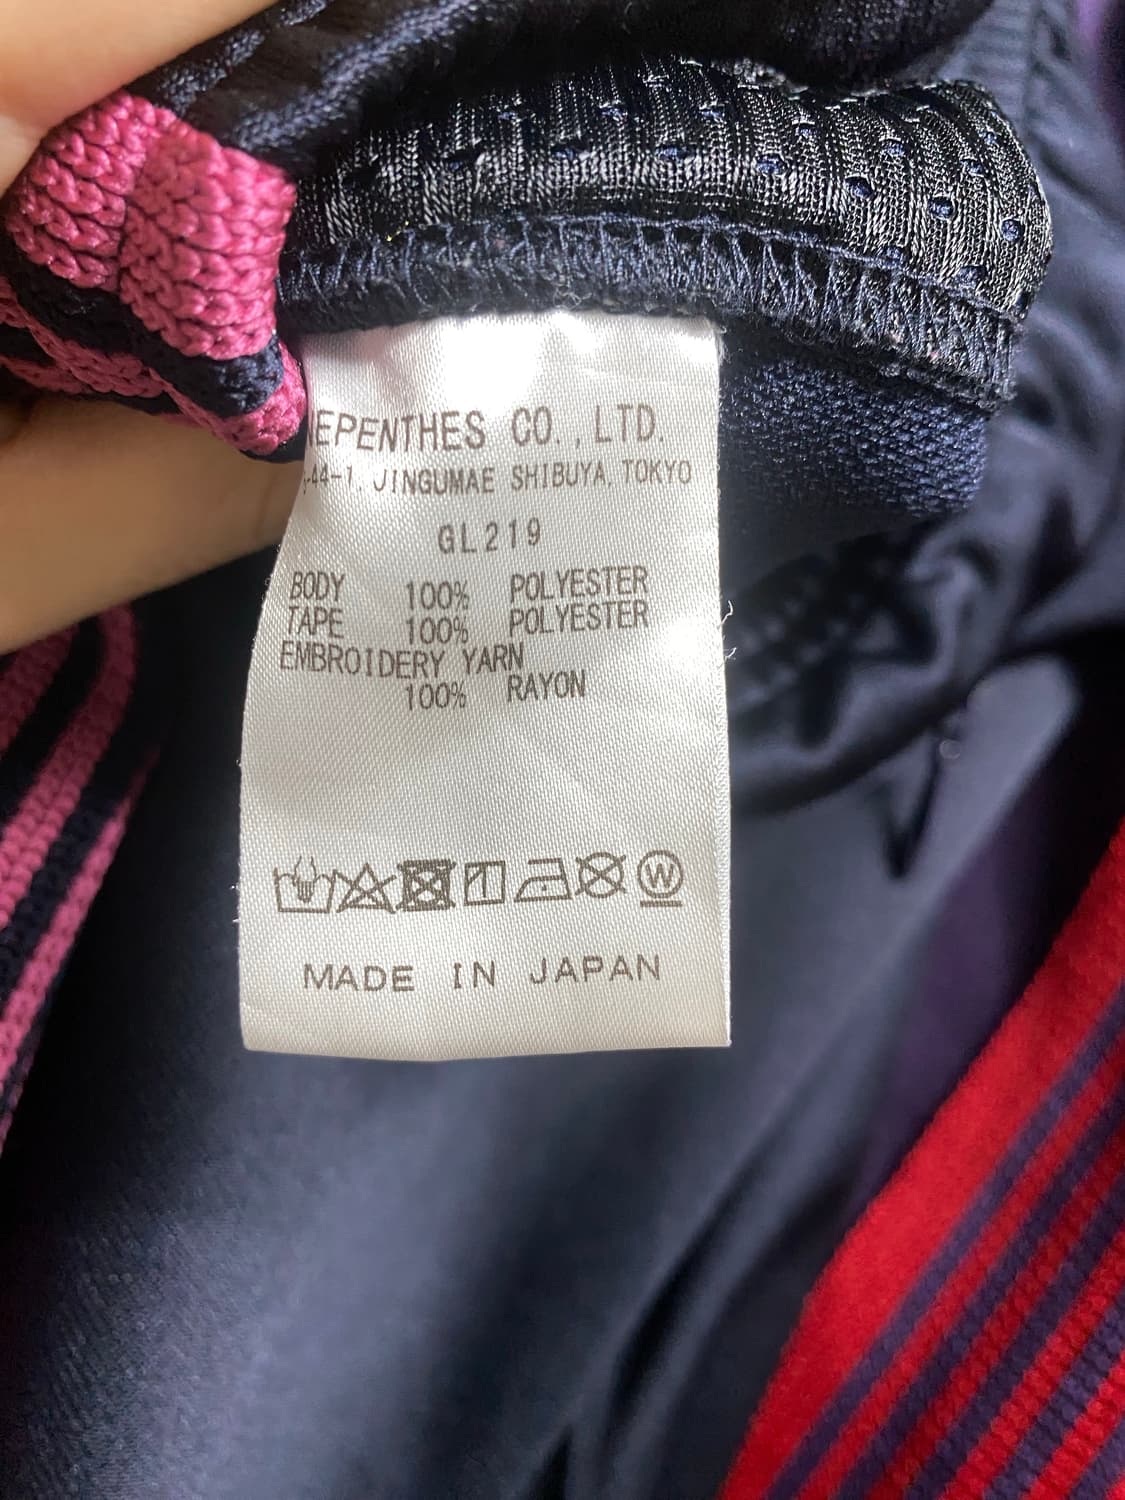 NEPENTHES CO., LTD.
-44-1, JINGUMAE SHIBUYA, TOKYO
GL219
BODY 100% POLYESTER
TAPE 100% POLYESTER
EMBROIDERY YARN
100% RAYON
W
MADE IN JAPAN